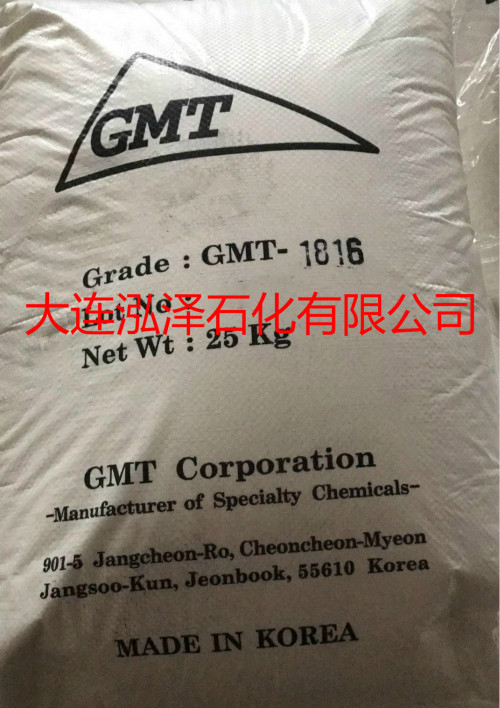 GMT
Grade : GMT- 1816
Lot No :
大连泓泽石化有限公司
Net Wt : 25 Kg
GMT Corporation
-Manufacturer of Specialty Chemicals-
901-5 Jangcheon-Ro, Cheoncheon-Myeon
Jangsoo-Kun, Jeonbook, 55610 Korea
MADE IN KOREA